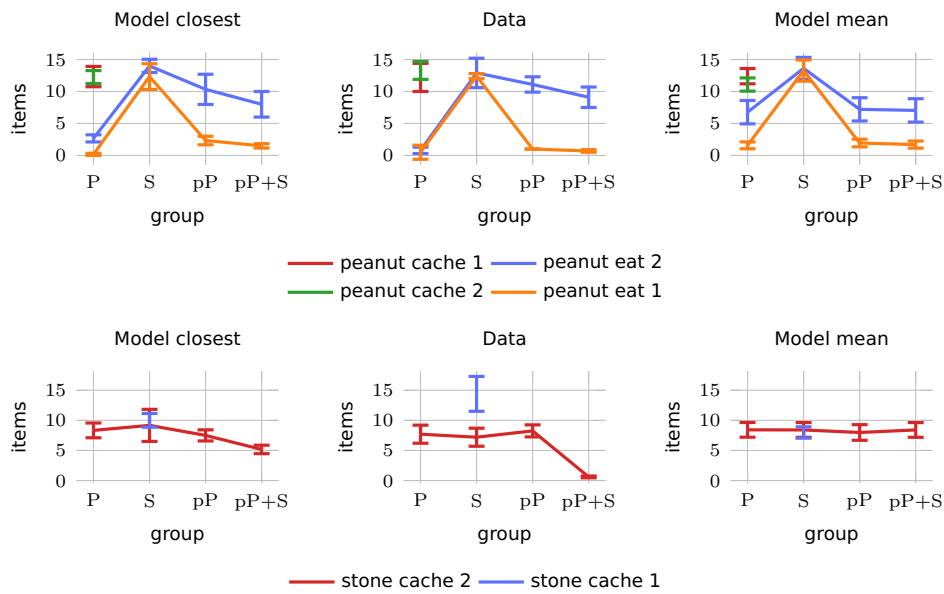 Model closest Data Model mean
15 15 15
10 10 10
5 5 5
0 0 0
items items items
P S pP pP+S P S pP pP+S P S pP pP+S
group group group
peanut cache 1 peanut eat 2
peanut cache 2 peanut eat 1
Model closest Data Model mean
15 15 15
10 10 10
5 5 5
0 0 0
items items items
P S pP pP+S P S pP pP+S P S pP pP+S
group group group
stone cache 2 stone cache 1